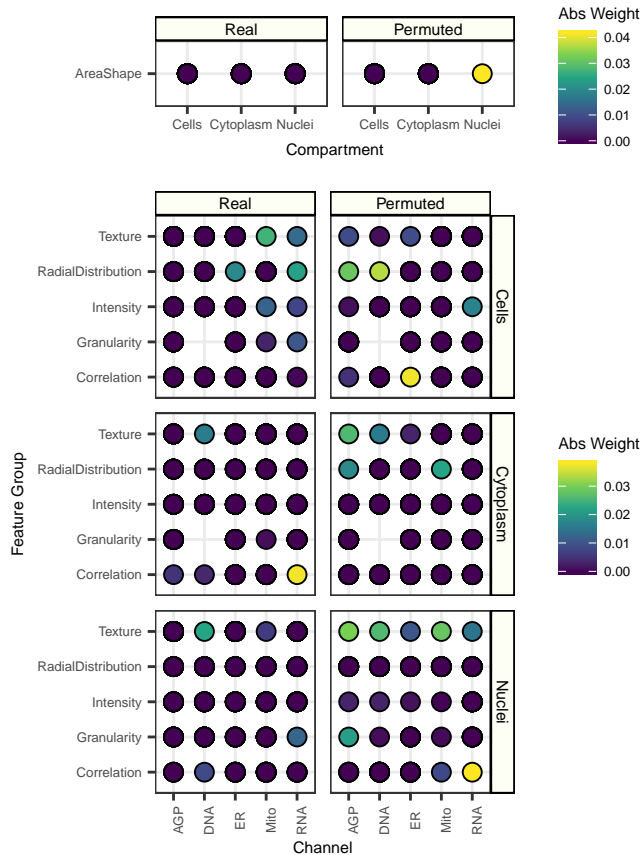 Real Permuted
AreaShape
Cells Cytoplasm Nuclei Cells Cytoplasm Nuclei
Compartment
Abs Weight
0.04
0.03
0.02
0.01
0.00
Real Permuted
Texture
RadialDistribution
Intensity
Granularity
Correlation
Cells
Texture
RadialDistribution
Intensity
Granularity
Correlation
Cytoplasm
Texture
RadialDistribution
Intensity
Granularity
Correlation
Nuclei
Feature Group
AGP DNA ER Mito RNA AGP DNA ER Mito RNA
Channel
Abs Weight
0.03
0.02
0.01
0.00